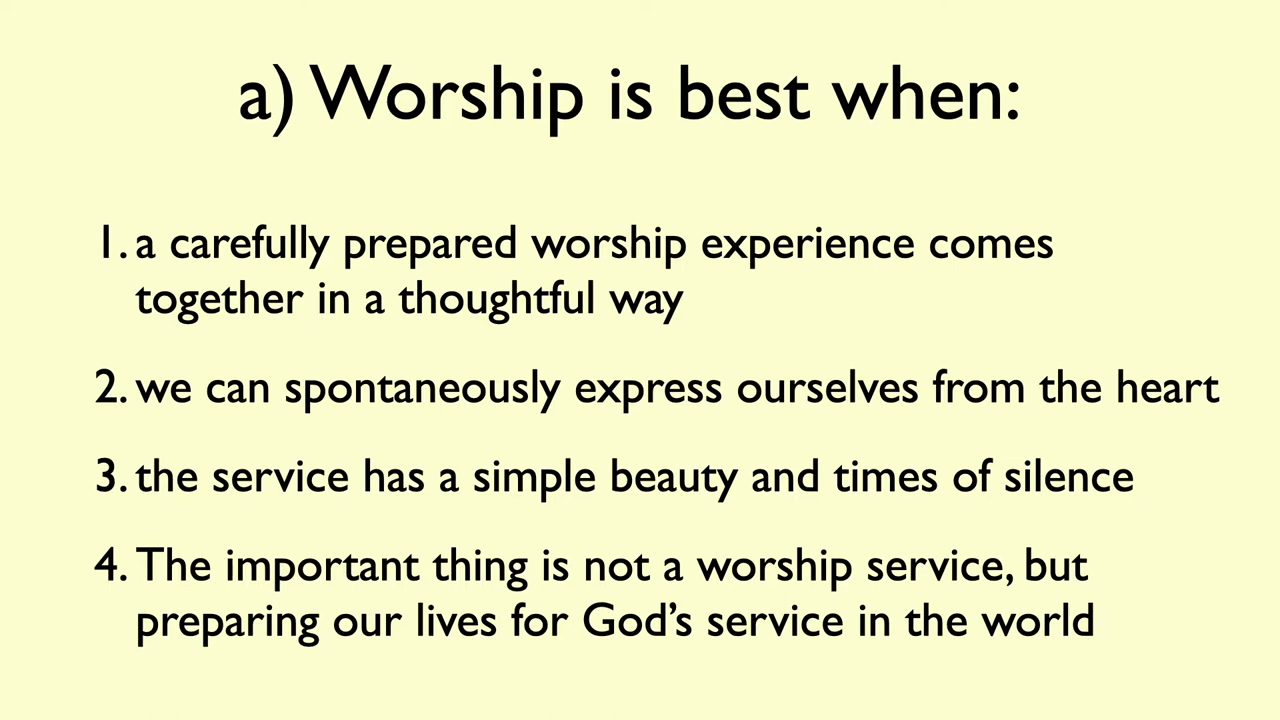 a) Worship is best when:
1. a carefully prepared worship experience comes
together in a thoughtful way
2. we can spontaneously express ourselves from the heart
3. the service has a simple beauty and times of silence
4. The important thing is not a worship service, but
preparing our lives for God’s service in the world